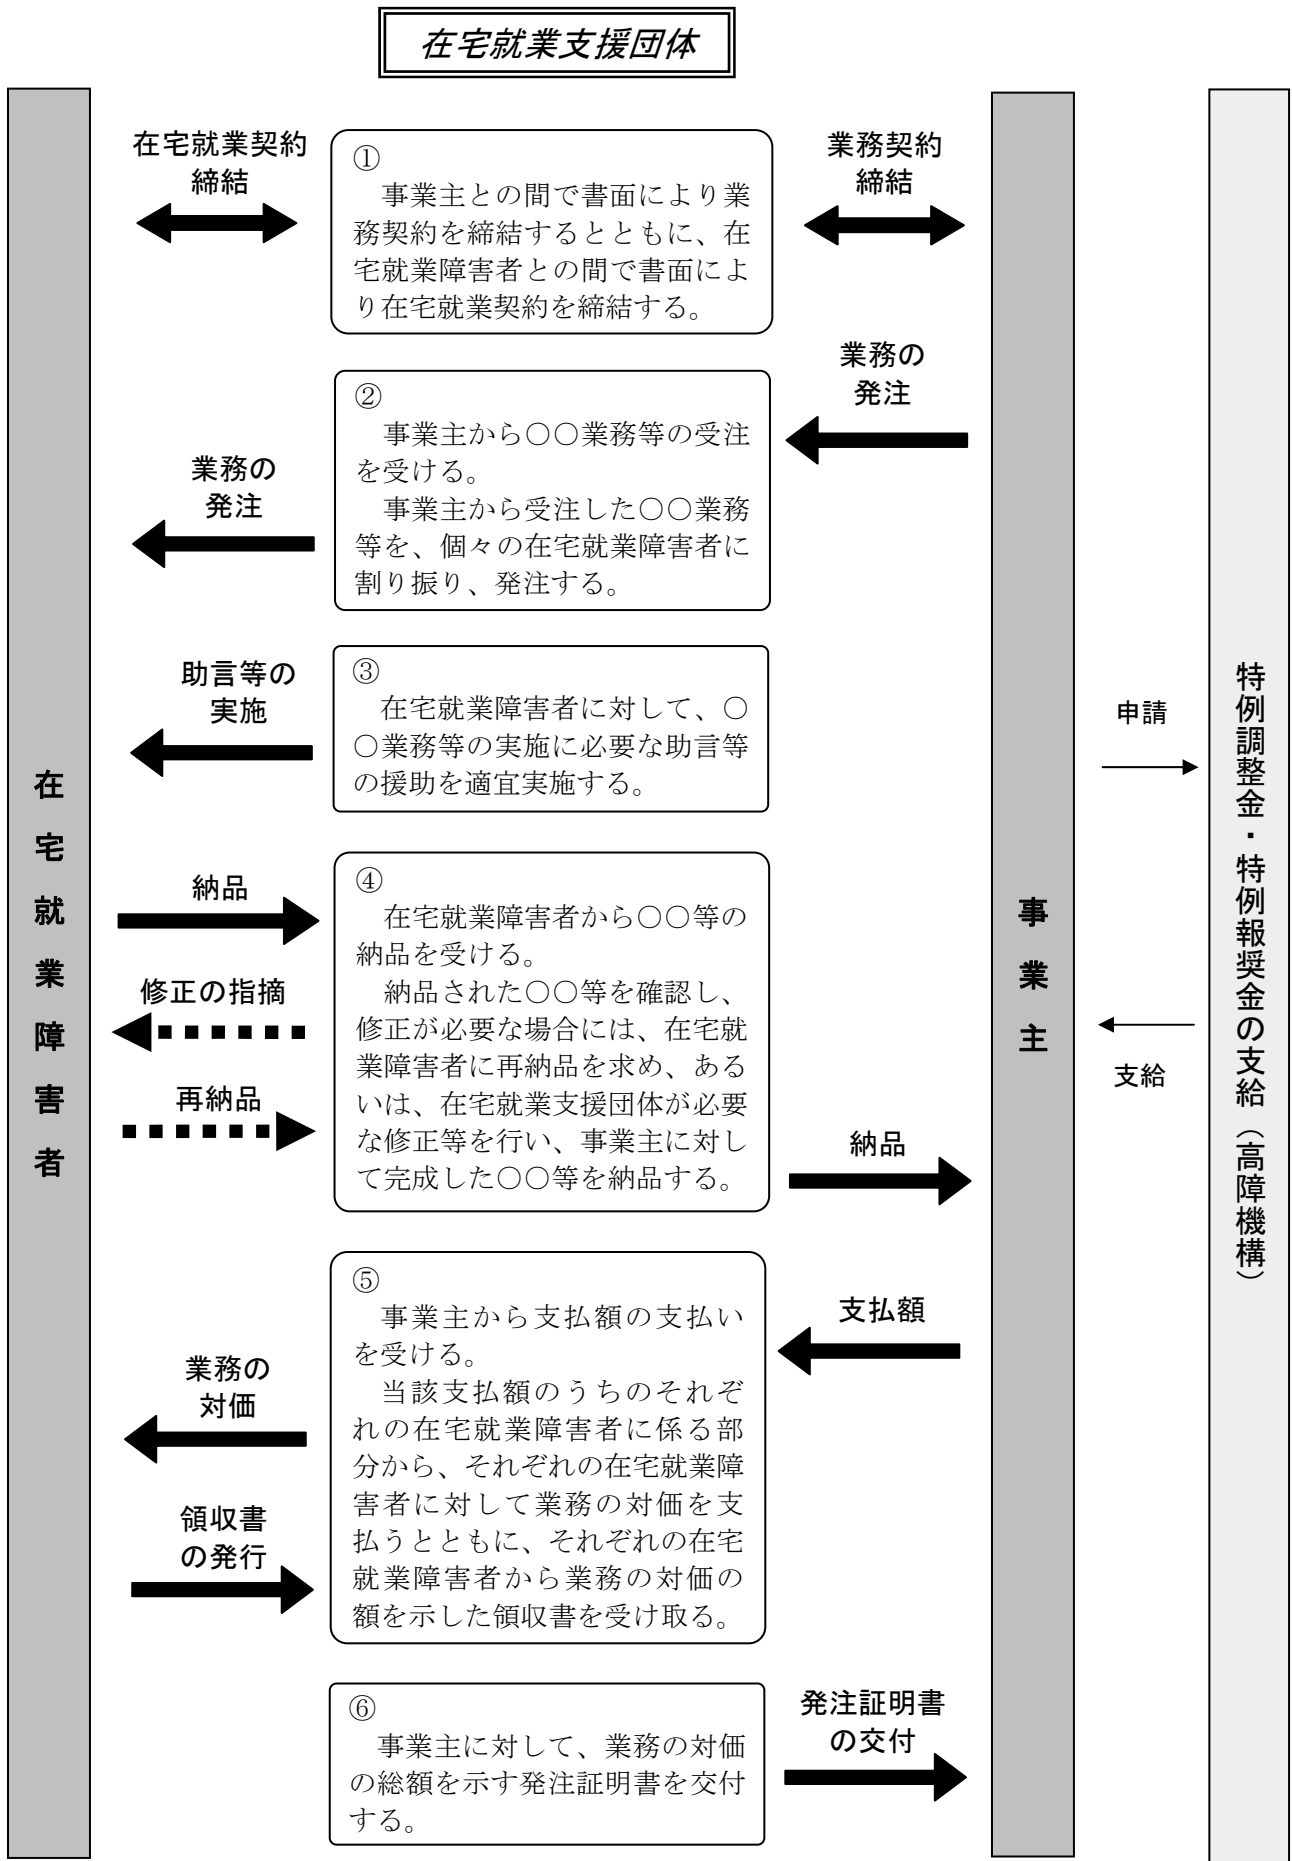 在宅就業支援団体
在宅就業契約
締結
①
事業主との間で書面により業
務契約を締結するとともに、在
宅就業障害者との間で書面によ
り在宅就業契約を締結する。
業務契約
締結
業務の
発注
②
事業主から○○業務等の受注
を受ける。
事業主から受注した○○業務
等を、個々の在宅就業障害者に
割り振り、発注する。
業務の
発注
助言等の
実施
③
在宅就業障害者に対して、○
○業務等の実施に必要な助言等
の援助を適宜実施する。
納品
修正の指摘
再納品
④
在宅就業障害者から○○等の
納品を受ける。
納品された○○等を確認し、
修正が必要な場合には、在宅就
業障害者に再納品を求め、ある
いは、在宅就業支援団体が必要
な修正等を行い、事業主に対し
て完成した○○等を納品する。
納品
⑤
事業主から支払額の支払い
を受ける。
当該支払額のうちのそれぞ
れの在宅就業障害者に係る部
分から、それぞれの在宅就業障
害者に対して業務の対価を支
払うとともに、それぞれの在宅
就業障害者から業務の対価の
額を示した領収書を受け取る。
支払額
業務の
対価
領収書
の発行
⑥
事業主に対して、業務の対価
の総額を示す発注証明書を交付
する。
発注証明書
の交付
在宅就業障害者
事業主
申請
支給
特例調整金・特例報奨金の支給（高障機構）